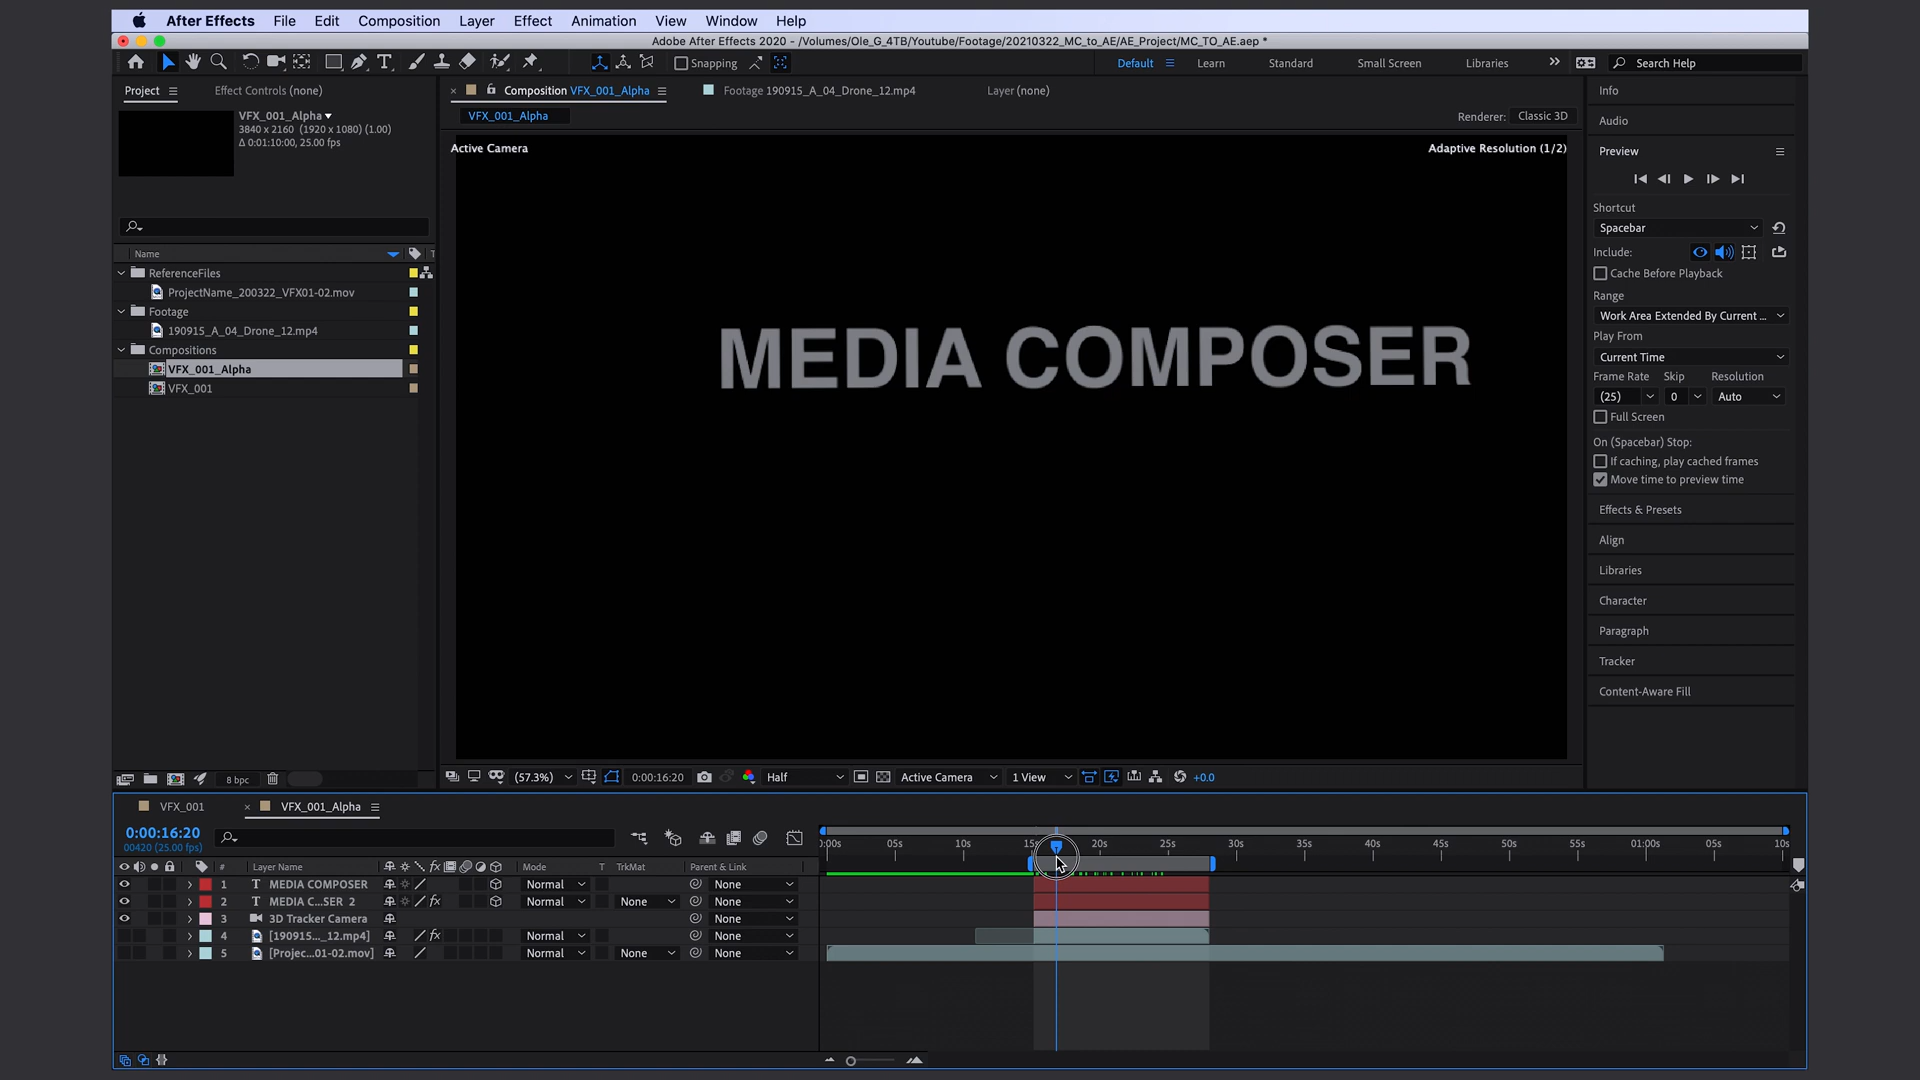 After Effects File Edit Composition Layer Effect Animation View Window Help
Adobe After Effects 2020 - /Volumes/Ole_G_4TB/Youtube/Footage/20210322_MC_to_AE/AE_Project/MC_TO_AE.aep *
Snapping Default Learn Standard Small Screen Libraries Search Help
Project Effect Controls (none)
VFX_001_Alpha
3840 x 2160 (1920 x 1080) (1.00)
Δ 0:01:10:00, 25.00 fps
Name T
ReferenceFiles
ProjectName_200322_VFX01-02.mov
Footage
190915_A_04_Drone_12.mp4
Compositions
VFX_001_Alpha
VFX_001
8 bpc
Composition VFX_001_Alpha Footage 190915_A_04_Drone_12.mp4 Layer (none)
VFX_001_Alpha Renderer: Classic 3D
Active Camera Adaptive Resolution (1/2)
MEDIA COMPOSER
(57.3%) 0:00:16:20 Half Active Camera 1 View +0.0
Info
Audio
Preview
Shortcut
Spacebar
Include:
Cache Before Playback
Range
Work Area Extended By Current ...
Play From
Current Time
Frame Rate Skip Resolution
(25) 0 Auto
Full Screen
On (Spacebar) Stop:
If caching, play cached frames
Move time to preview time
Effects & Presets
Align
Libraries
Character
Paragraph
Tracker
Content-Aware Fill
VFX_001 VFX_001_Alpha
0:00:16:20
00420 (25.00 fps)
0:00s 05s 10s 15s 20s 25s 30s 35s 40s 45s 50s 55s 01:00s 05s 10s
# Layer Name Mode T TrkMat Parent & Link
1 T MEDIA COMPOSER Normal None
2 T MEDIA C...SER 2 Normal None None
3 3D Tracker Camera None
4 [190915..._12.mp4] Normal None
5 [Projec...01-02.mov] Normal None None